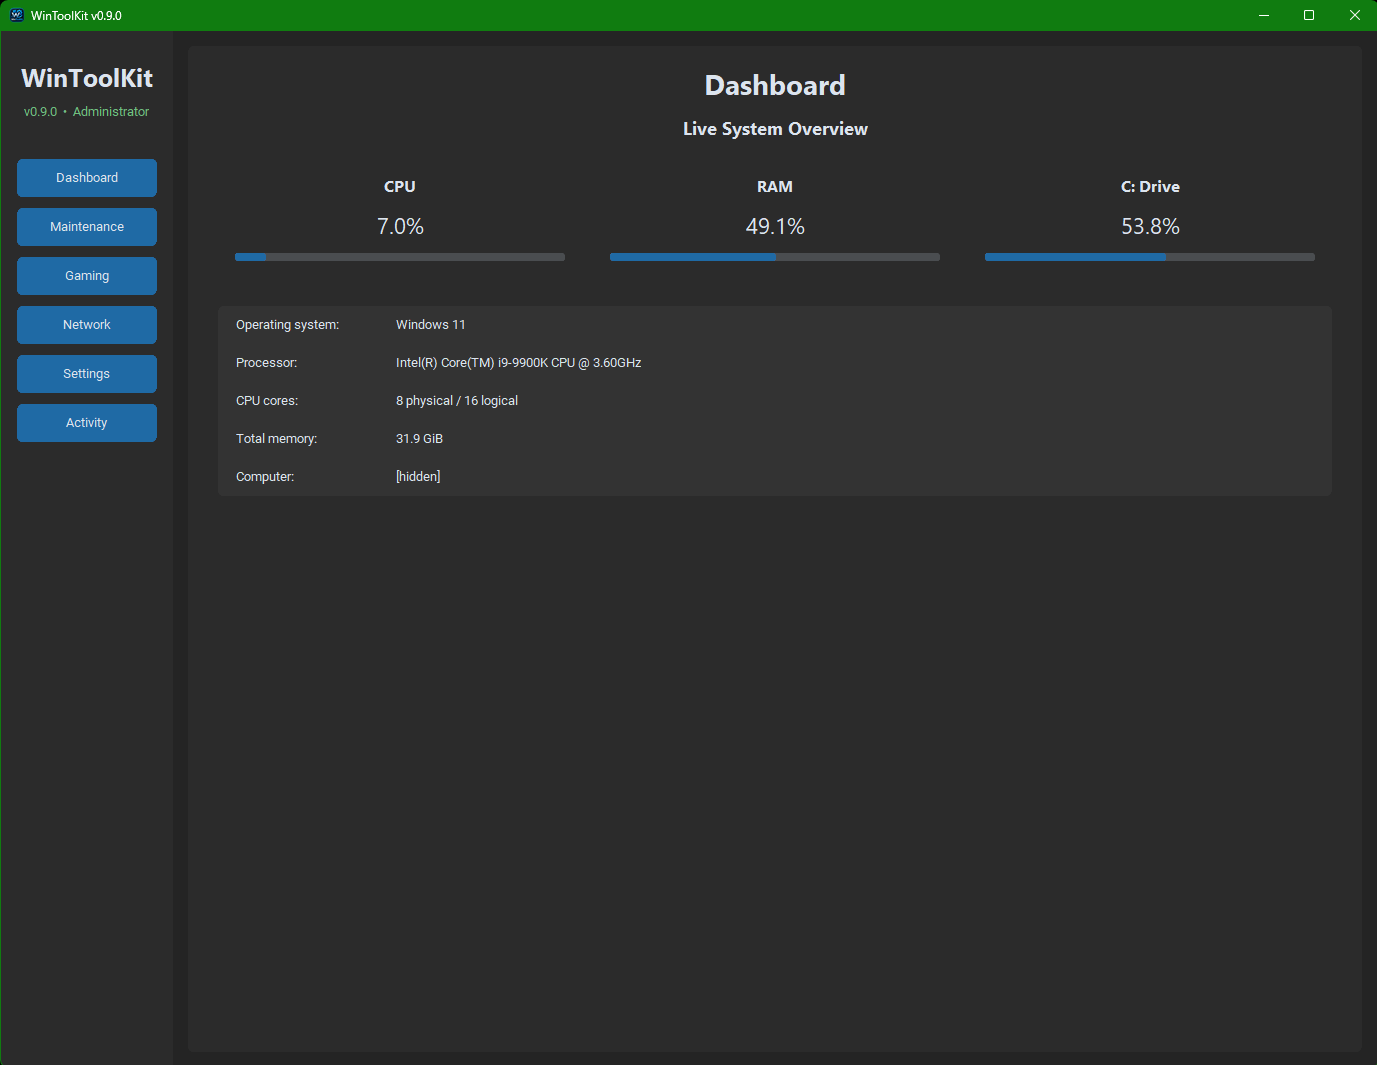 WinToolKit v0.9.0
WinToolKit
v0.9.0 • Administrator
Dashboard
Maintenance
Gaming
Network
Settings
Activity
Dashboard
Live System Overview
CPU RAM C: Drive
7.0% 49.1% 53.8%
Operating system: Windows 11
Processor: Intel(R) Core(TM) i9-9900K CPU @ 3.60GHz
CPU cores: 8 physical / 16 logical
Total memory: 31.9 GiB
Computer: [hidden]